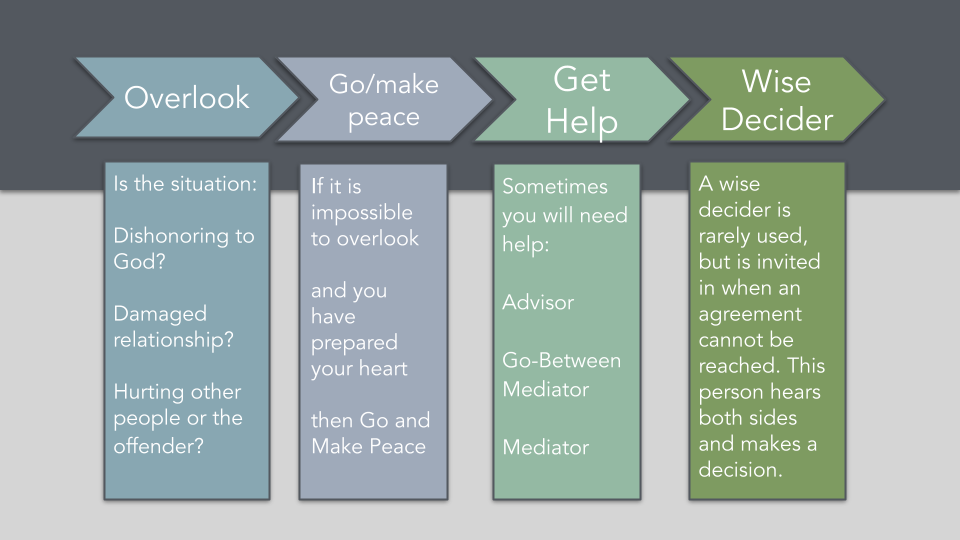 Overlook
Go/make
peace
Get
Help
Wise
Decider
Is the situation:
Dishonoring to
God?
Damaged
relationship?
Hurting other
people or the
offender?
If it is
impossible
to overlook
and you
have
prepared
your heart
then Go and
Make Peace
Sometimes
you will need
help:
Advisor
Go-Between
Mediator
Mediator
A wise
decider is
rarely used,
but is invited
in when an
agreement
cannot be
reached. This
person hears
both sides
and makes a
decision.